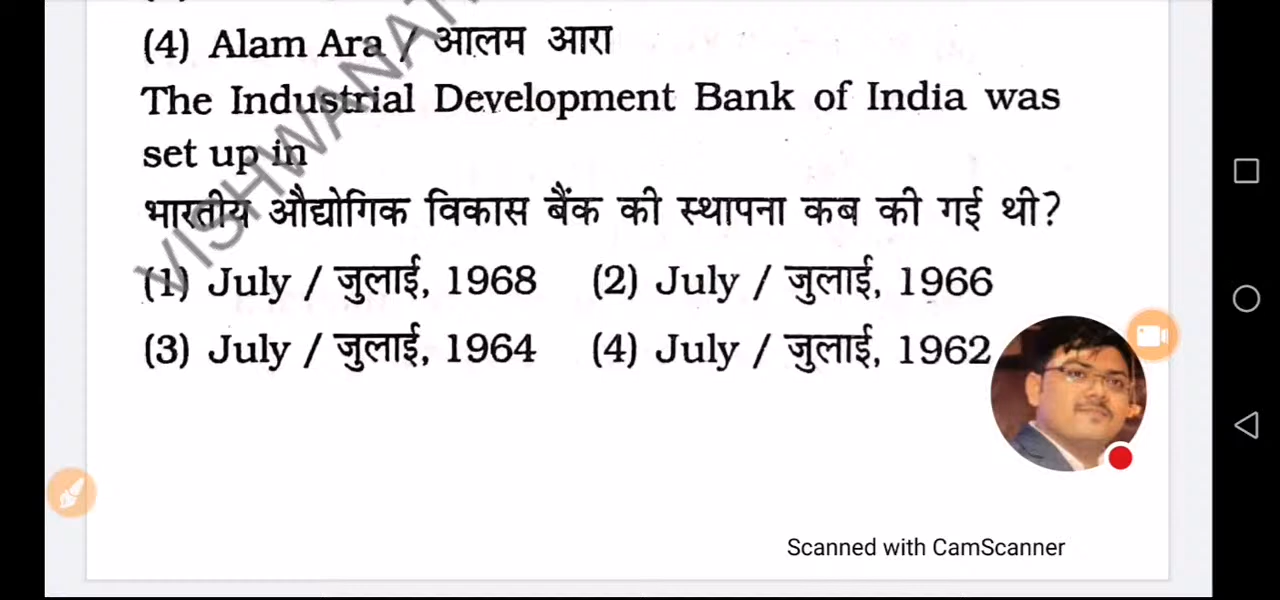 (4) Alam Ara / आलम आरा
The Industrial Development Bank of India was
set up in
भारतीय औद्योगिक विकास बैंक की स्थापना कब की गई थी?
(1) July / जुलाई, 1968 (2) July / जुलाई, 1966
(3) July / जुलाई, 1964 (4) July / जुलाई, 1962
VISHWANAT
Scanned with CamScanner